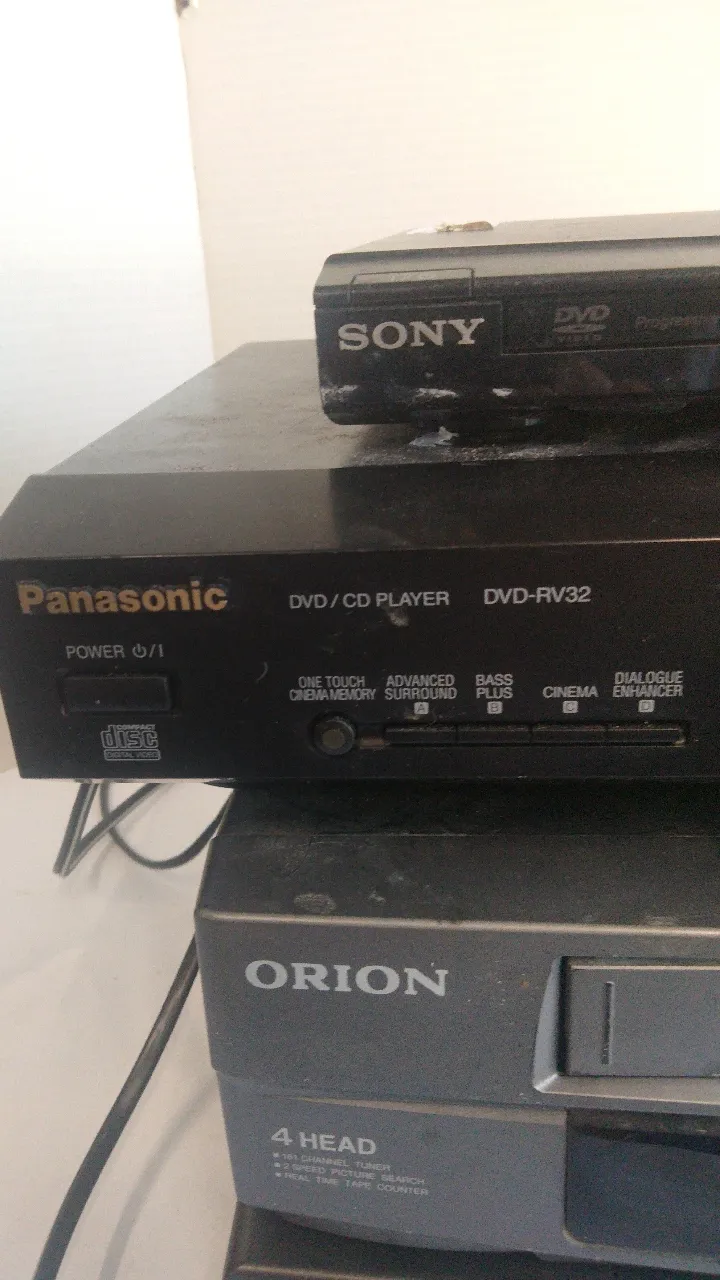 SONY
DVD
VIDEO
Panasonic
DVD / CD PLAYER DVD-RV32
POWER ⏻/I
ONE TOUCH
CINEMA MEMORY
ADVANCED
SURROUND
A
BASS
PLUS
B
CINEMA
C
DIALOGUE
ENHANCER
D
COMPACT
disc
DIGITAL VIDEO
ORION
4 HEAD
▪ 181 CHANNEL TUNER
▪ 2 SPEED PICTURE SEARCH
▪ REAL TIME TAPE COUNTER